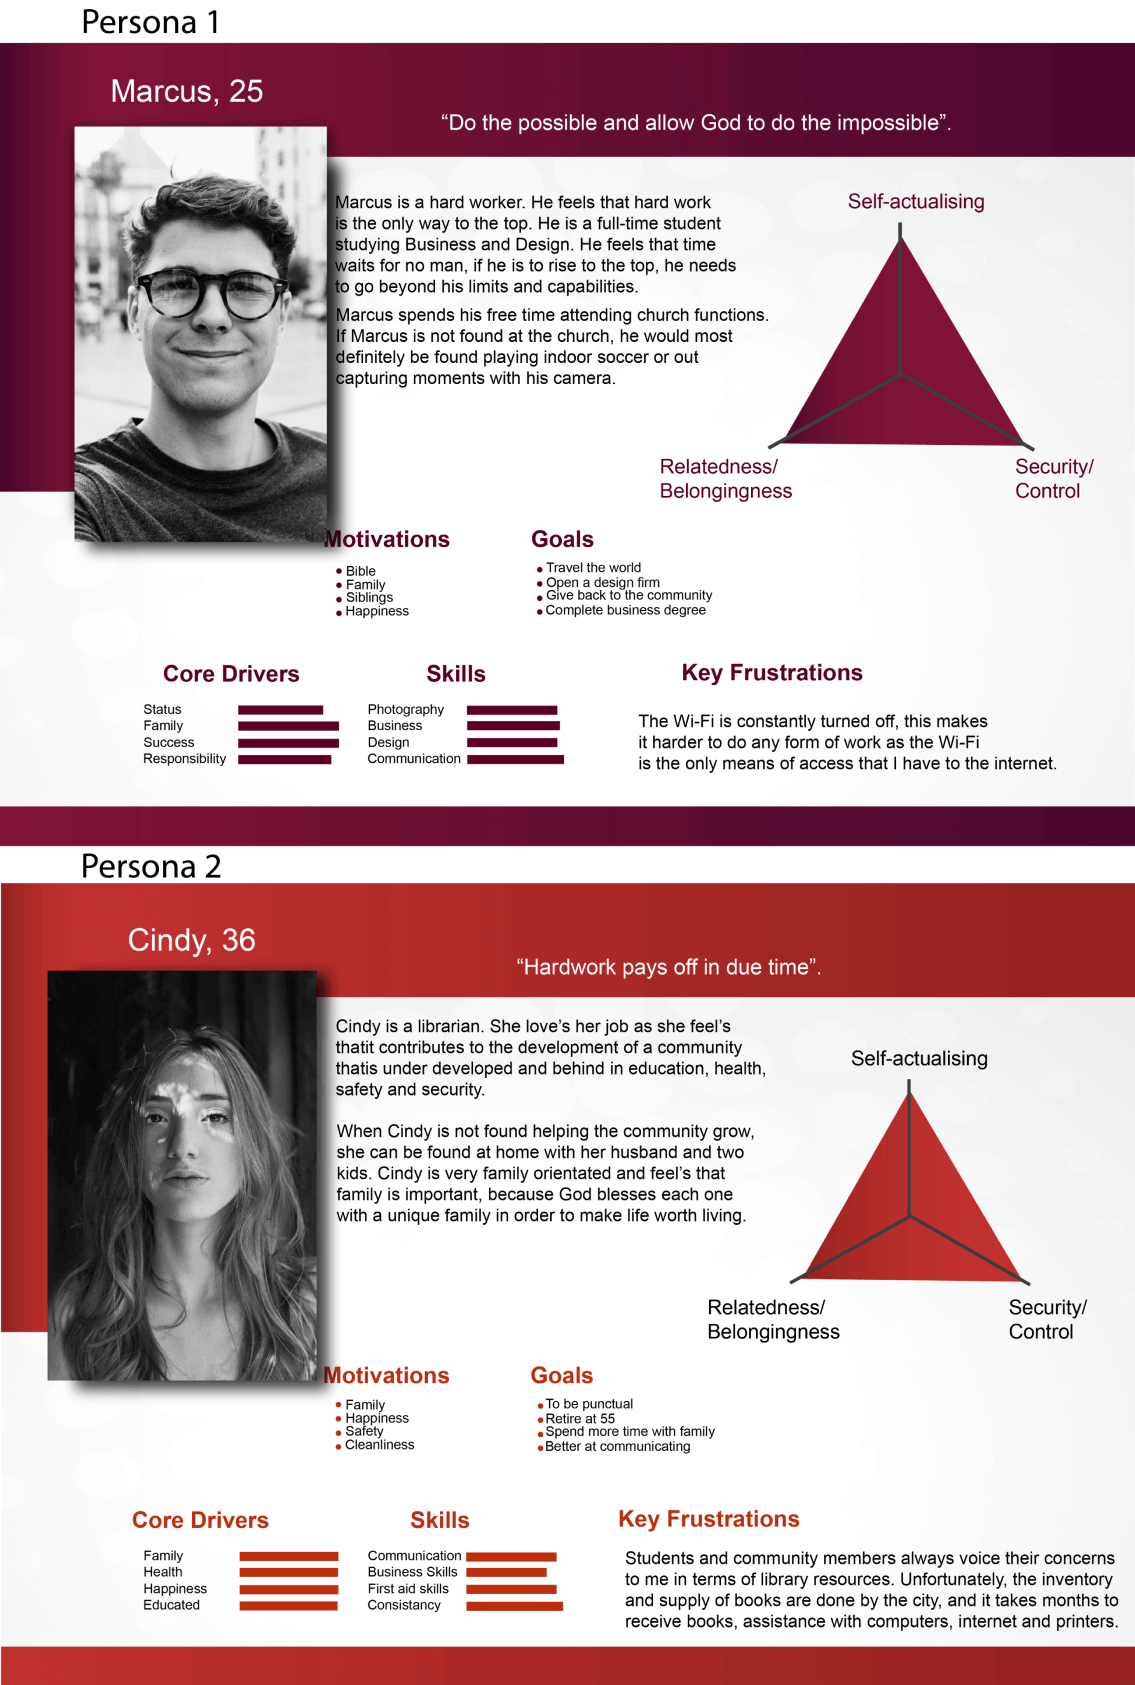 Persona 1
Marcus, 25
“Do the possible and allow God to do the impossible”.
Marcus is a hard worker. He feels that hard work
is the only way to the top. He is a full-time student
studying Business and Design. He feels that time
waits for no man, if he is to rise to the top, he needs
to go beyond his limits and capabilities.
Marcus spends his free time attending church functions.
If Marcus is not found at the church, he would most
definitely be found playing indoor soccer or out
capturing moments with his camera.
Self-actualising
Relatedness/
Belongingness
Security/
Control
Motivations
Bible
Family
Siblings
Happiness
Goals
Travel the world
Open a design firm
Give back to the community
Complete business degree
Core Drivers
Status
Family
Success
Responsibility
Skills
Photography
Business
Design
Communication
Key Frustrations
The Wi-Fi is constantly turned off, this makes
it harder to do any form of work as the Wi-Fi
is the only means of access that I have to the internet.
Persona 2
Cindy, 36
“Hardwork pays off in due time”.
Cindy is a librarian. She love’s her job as she feel’s
thatit contributes to the development of a community
thatis under developed and behind in education, health,
safety and security.
When Cindy is not found helping the community grow,
she can be found at home with her husband and two
kids. Cindy is very family orientated and feel’s that
family is important, because God blesses each one
with a unique family in order to make life worth living.
Self-actualising
Relatedness/
Belongingness
Security/
Control
Motivations
Family
Happiness
Safety
Cleanliness
Goals
To be punctual
Retire at 55
Spend more time with family
Better at communicating
Core Drivers
Family
Health
Happiness
Educated
Skills
Communication
Business Skills
First aid skills
Consistancy
Key Frustrations
Students and community members always voice their concerns
to me in terms of library resources. Unfortunately, the inventory
and supply of books are done by the city, and it takes months to
receive books, assistance with computers, internet and printers.